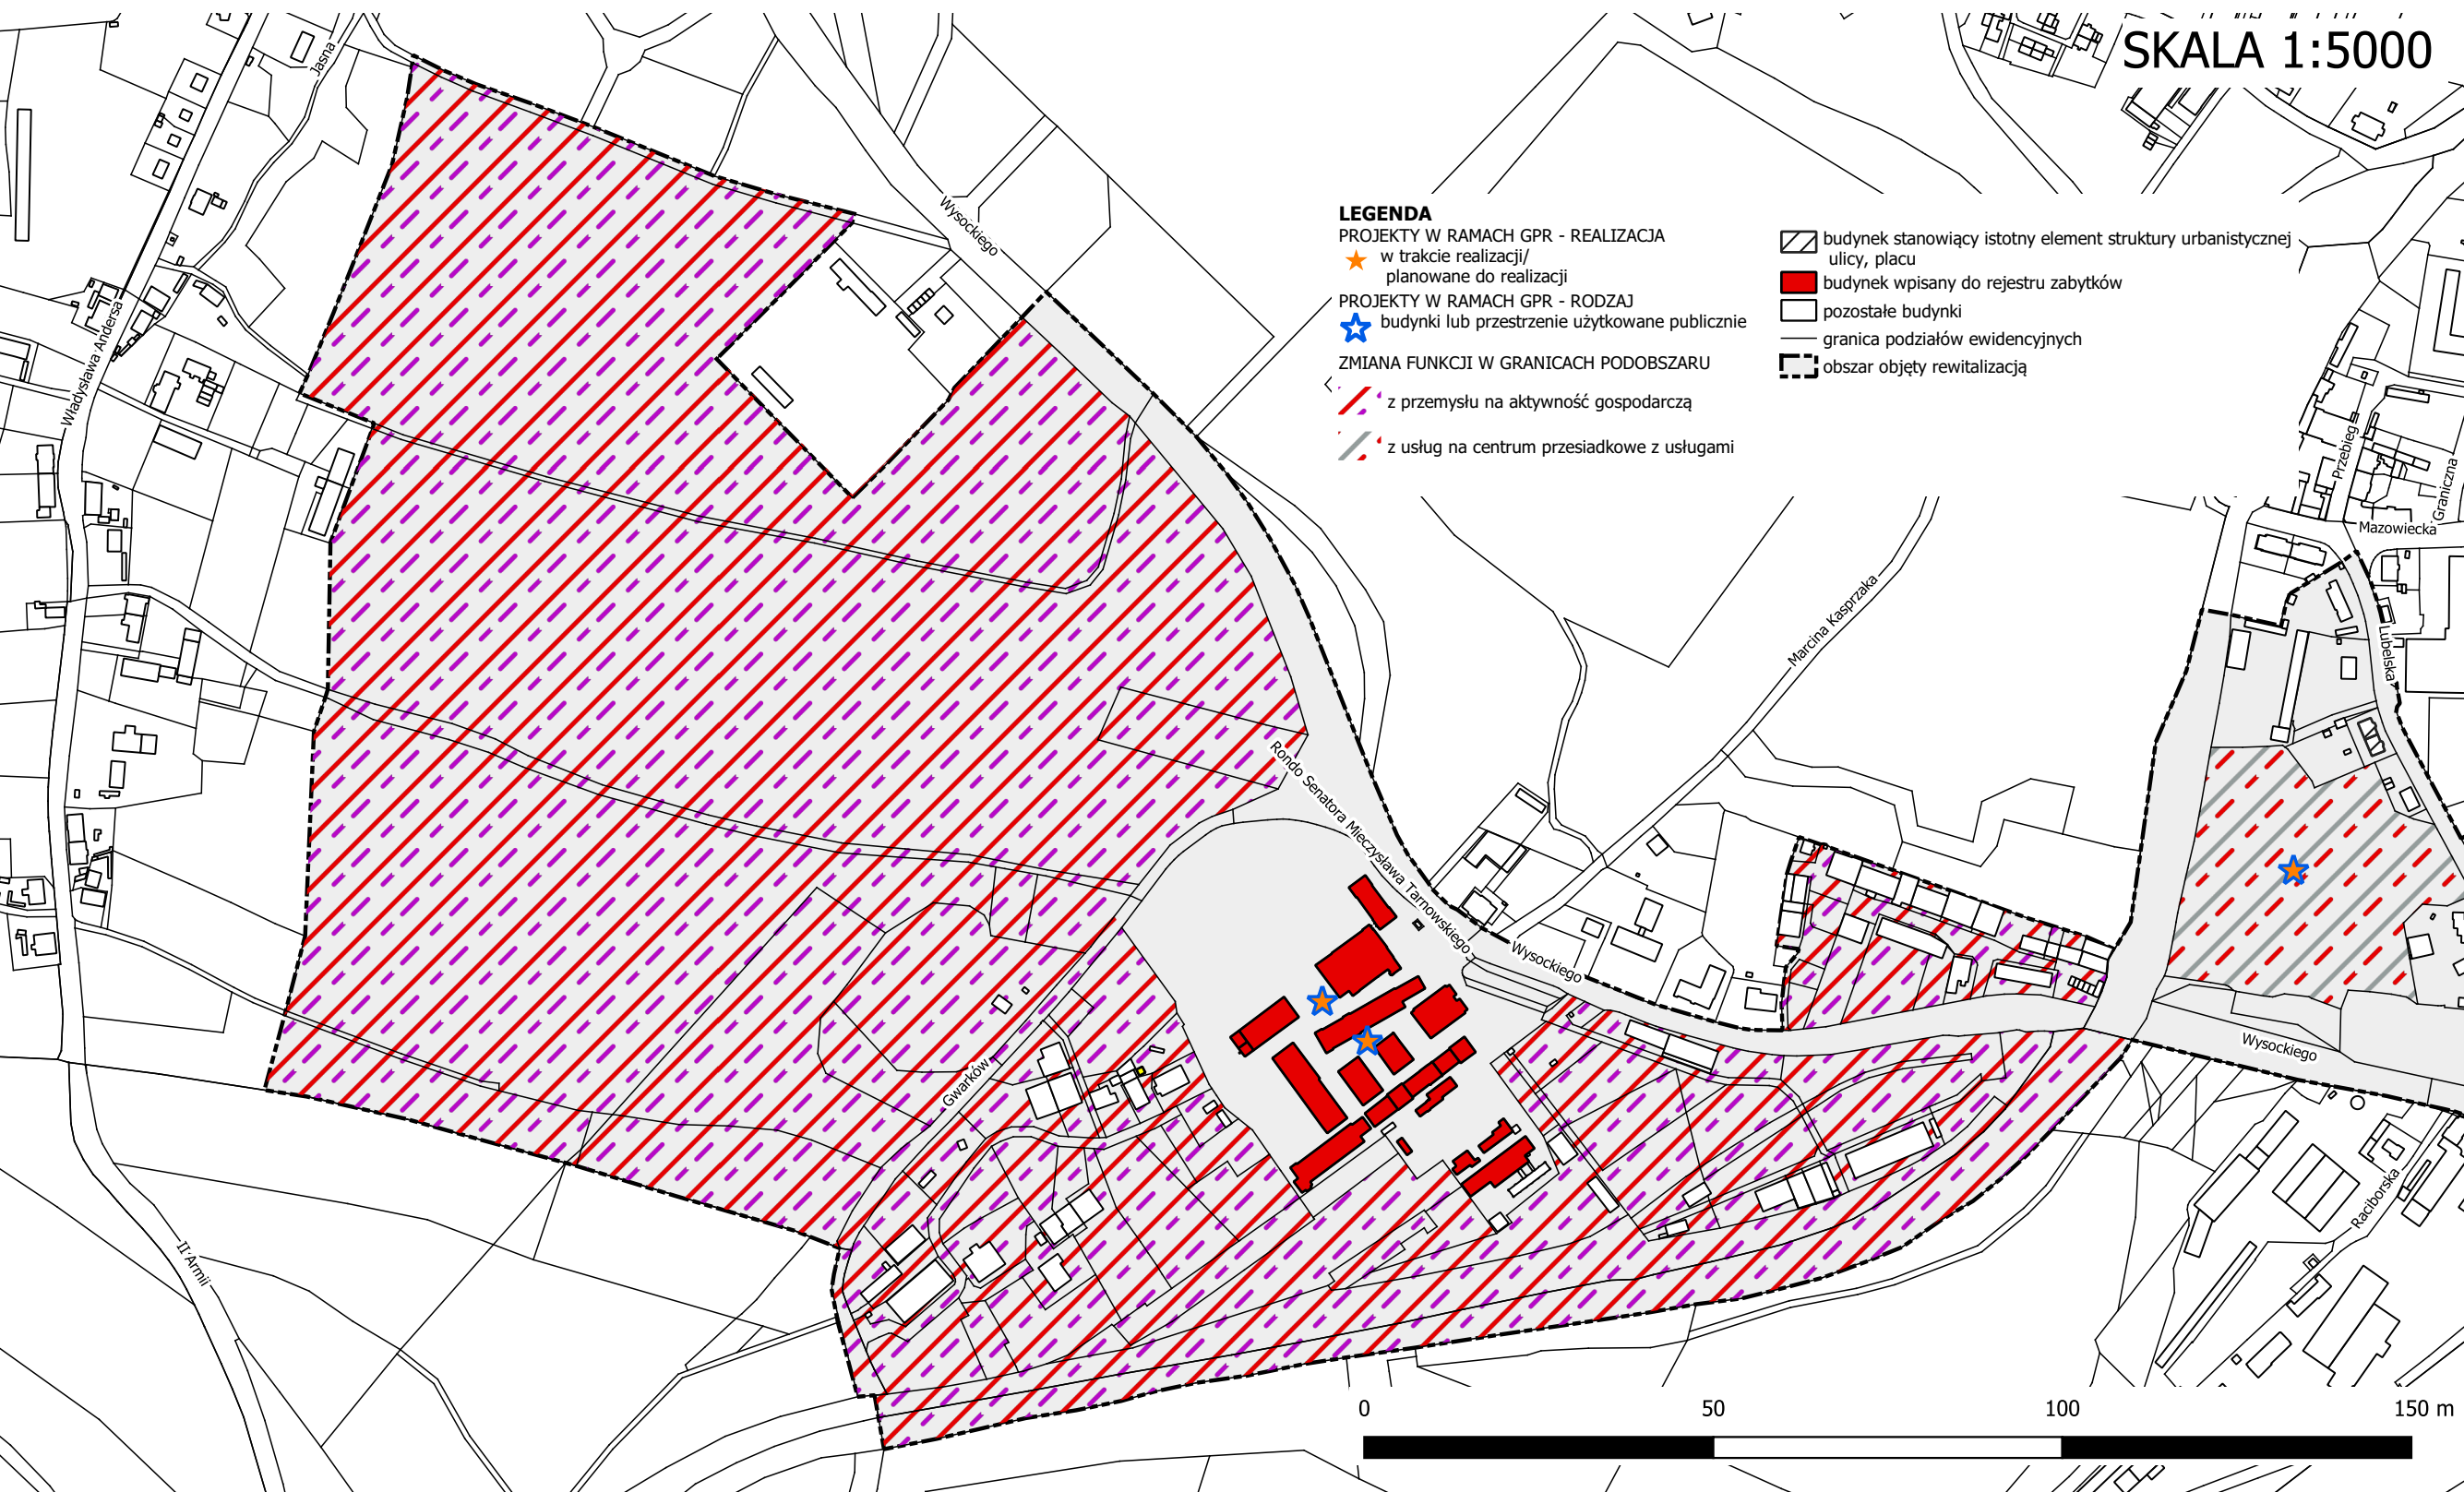 SKALA 1:5000
LEGENDA
PROJEKTY W RAMACH GPR - REALIZACJA
w trakcie realizacji/
planowane do realizacji
PROJEKTY W RAMACH GPR - RODZAJ
budynki lub przestrzenie użytkowane publicznie
ZMIANA FUNKCJI W GRANICACH PODOBSZARU
z przemysłu na aktywność gospodarczą
z usług na centrum przesiadkowe z usługami
budynek stanowiący istotny element struktury urbanistycznej
ulicy, placu
budynek wpisany do rejestru zabytków
pozostałe budynki
granica podziałów ewidencyjnych
obszar objęty rewitalizacją
Jasna
Wysockiego
Władysława Andersa
Przebieg
Graniczna
Mazowiecka
Marcina Kasprzaka
Lubelska
Rondo Senatora Mieczysława Tarnowskiego
Wysockiego
Wysockiego
Gwarków
Raciborska
II Armii
0
50
100
150 m